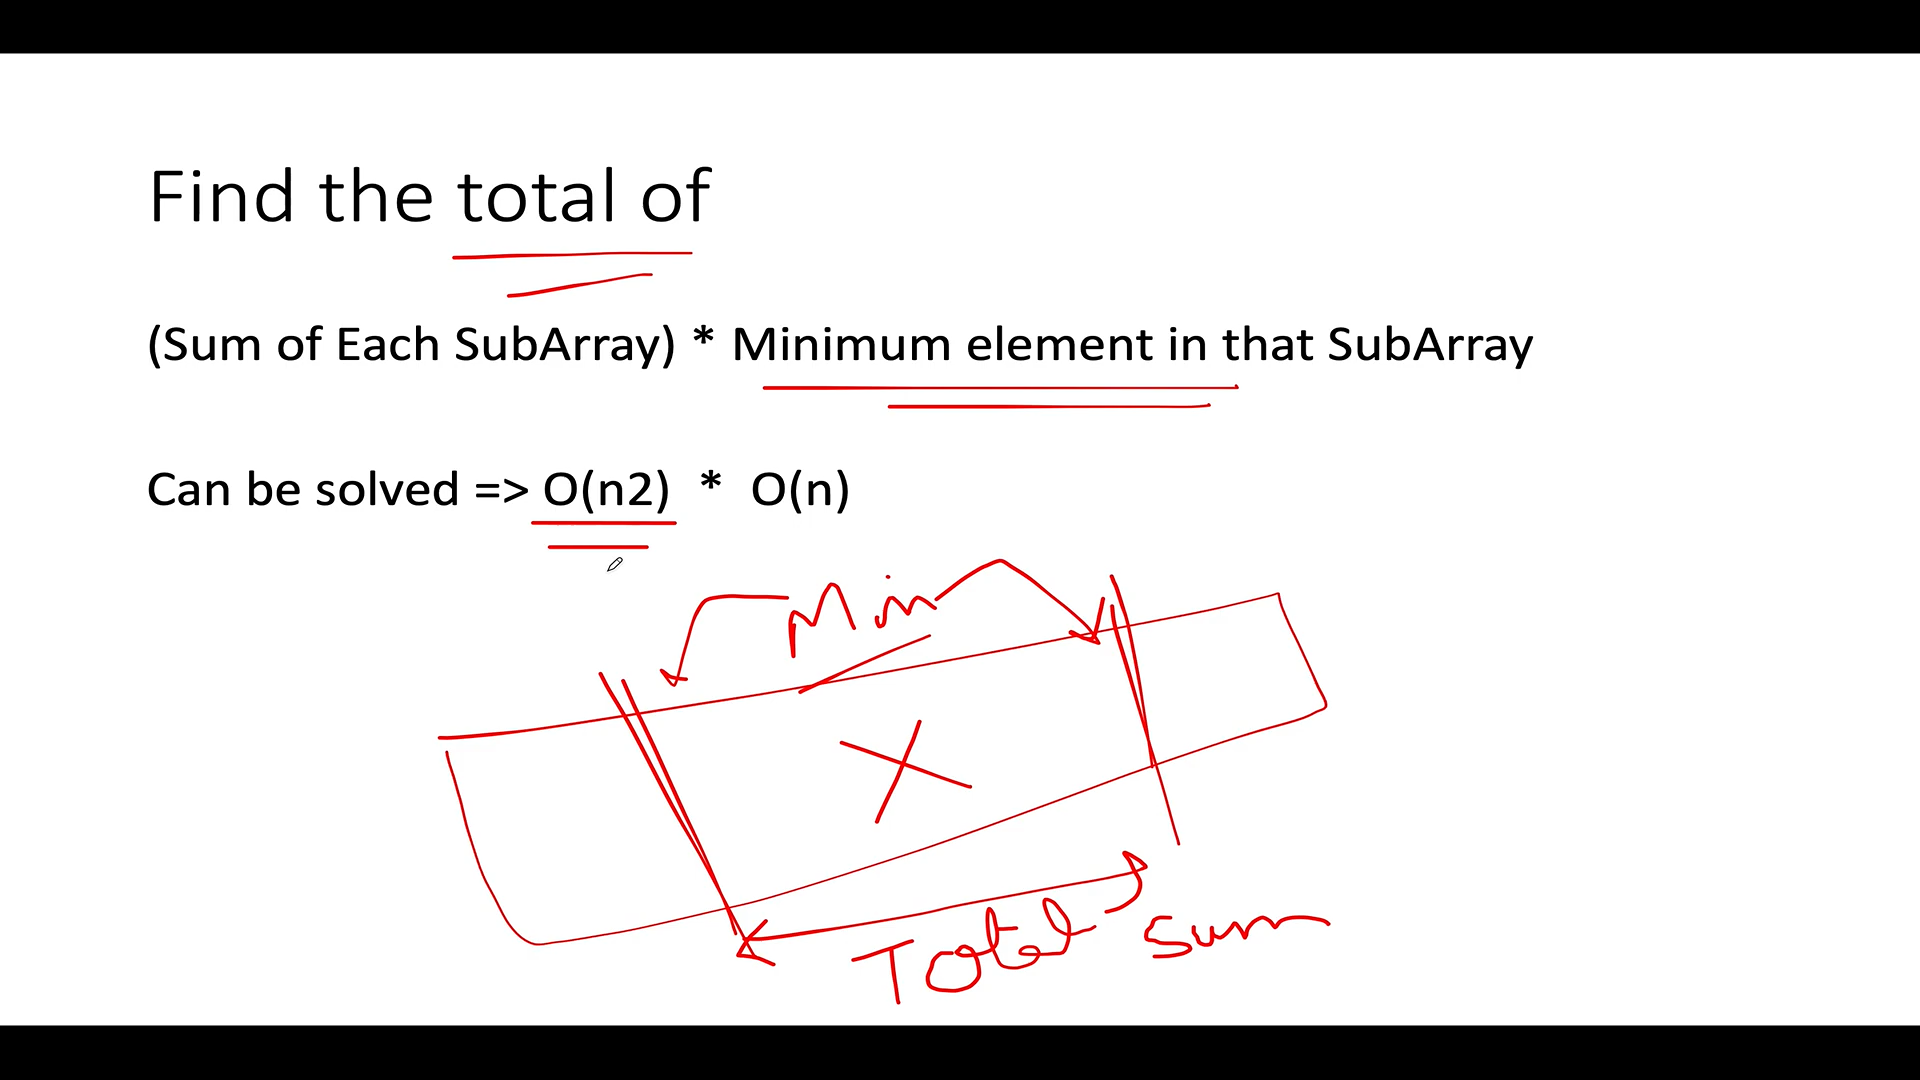 Find the total of
(Sum of Each SubArray) * Minimum element in that SubArray
Can be solved => O(n2) * O(n)
Min
Total Sum